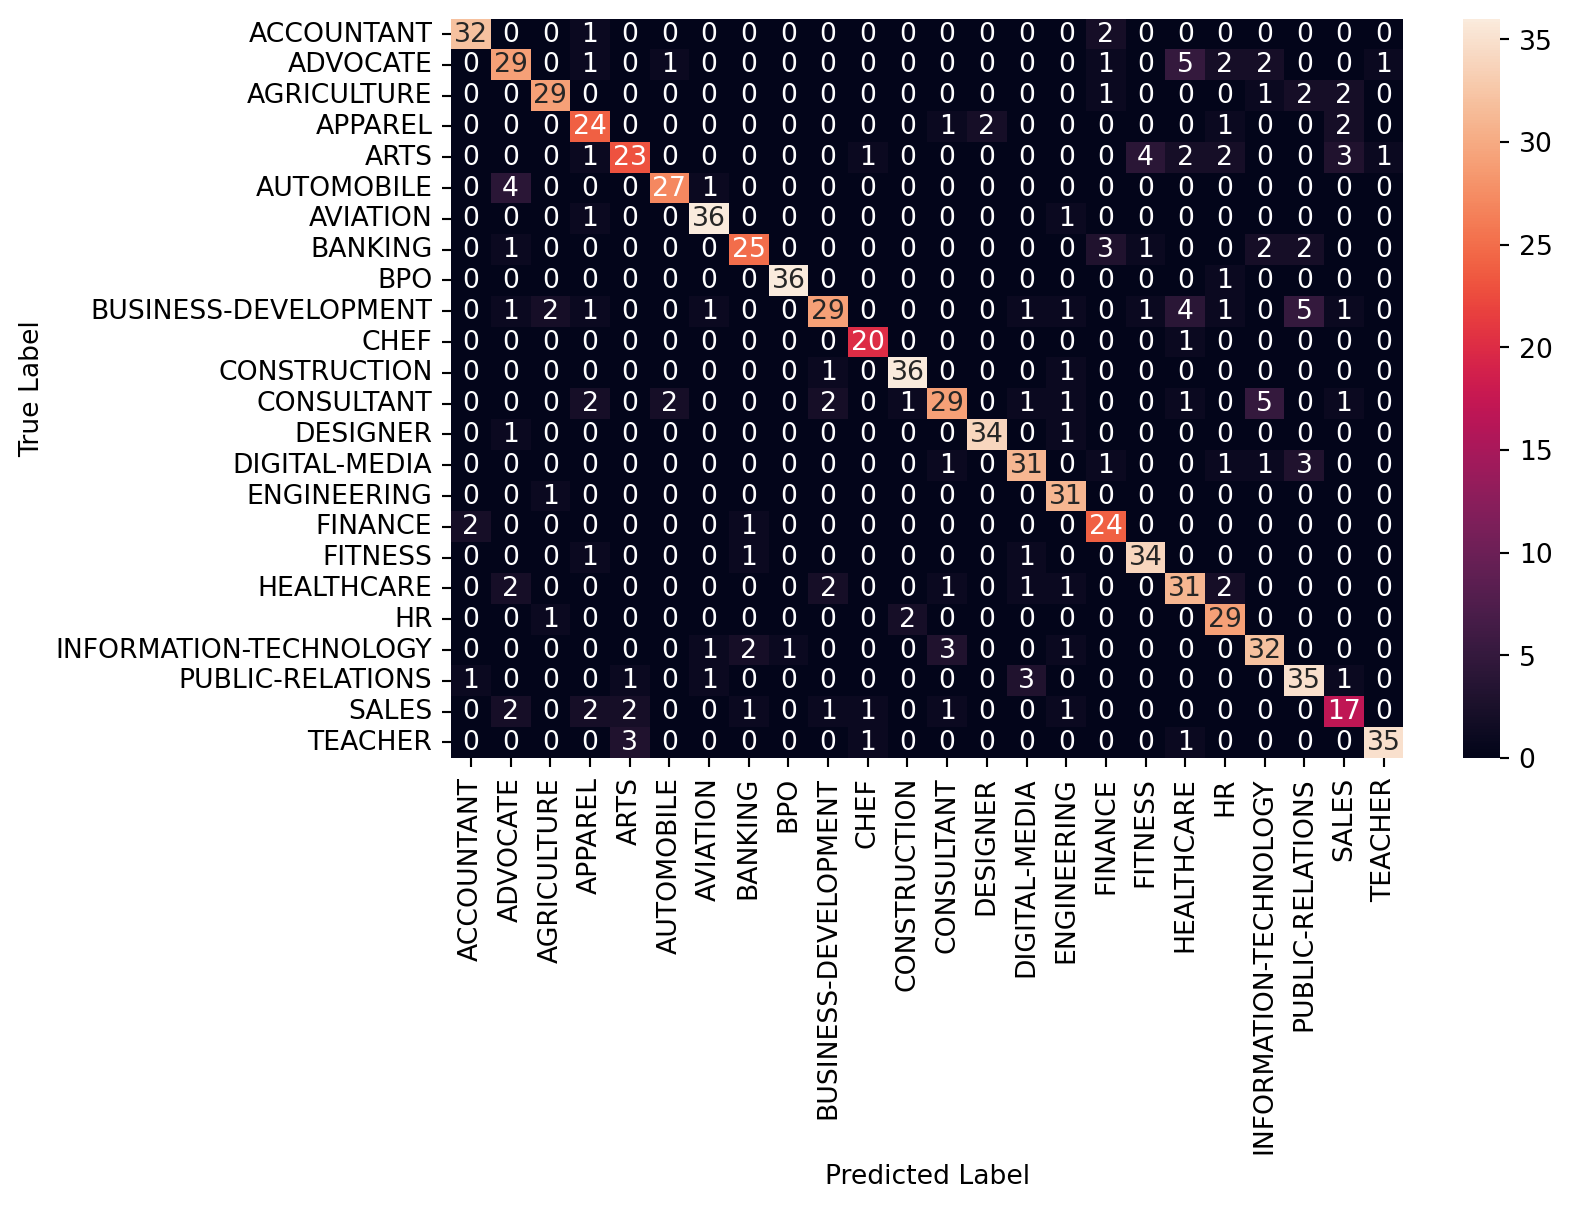 ACCOUNTANT 32 0 0 1 0 0 0 0 0 0 0 0 0 0 0 0 2 0 0 0 0 0 0 0 35
ADVOCATE 0 29 0 1 0 1 0 0 0 0 0 0 0 0 0 0 1 0 5 2 2 0 0 1
AGRICULTURE 0 0 29 0 0 0 0 0 0 0 0 0 0 0 0 0 1 0 0 0 1 2 2 0
APPAREL 0 0 0 24 0 0 0 0 0 0 0 0 1 2 0 0 0 0 0 1 0 0 2 0 30
ARTS 0 0 0 1 23 0 0 0 0 0 1 0 0 0 0 0 0 4 2 2 0 0 3 1
AUTOMOBILE 0 4 0 0 0 27 1 0 0 0 0 0 0 0 0 0 0 0 0 0 0 0 0 0
AVIATION 0 0 0 1 0 0 36 0 0 0 0 0 0 0 0 1 0 0 0 0 0 0 0 0
BANKING 0 1 0 0 0 0 0 25 0 0 0 0 0 0 0 0 3 1 0 0 2 2 0 0 25
BPO 0 0 0 0 0 0 0 0 36 0 0 0 0 0 0 0 0 0 0 1 0 0 0 0
BUSINESS-DEVELOPMENT 0 1 2 1 0 0 1 0 0 29 0 0 0 0 1 1 0 1 4 1 0 5 1 0
CHEF 0 0 0 0 0 0 0 0 0 0 20 0 0 0 0 0 0 0 1 0 0 0 0 0 20
CONSTRUCTION 0 0 0 0 0 0 0 0 0 1 0 36 0 0 0 1 0 0 0 0 0 0 0 0
CONSULTANT 0 0 0 2 0 2 0 0 0 2 0 1 29 0 1 1 0 0 1 0 5 0 1 0
DESIGNER 0 1 0 0 0 0 0 0 0 0 0 0 0 34 0 1 0 0 0 0 0 0 0 0
DIGITAL-MEDIA 0 0 0 0 0 0 0 0 0 0 0 0 1 0 31 0 1 0 0 1 1 3 0 0 15
ENGINEERING 0 0 1 0 0 0 0 0 0 0 0 0 0 0 0 31 0 0 0 0 0 0 0 0
FINANCE 2 0 0 0 0 0 0 1 0 0 0 0 0 0 0 0 24 0 0 0 0 0 0 0
FITNESS 0 0 0 1 0 0 0 1 0 0 0 0 0 0 1 0 0 34 0 0 0 0 0 0 10
HEALTHCARE 0 2 0 0 0 0 0 0 0 2 0 0 1 0 1 1 0 0 31 2 0 0 0 0
HR 0 0 1 0 0 0 0 0 0 0 0 2 0 0 0 0 0 0 0 29 0 0 0 0
INFORMATION-TECHNOLOGY 0 0 0 0 0 0 1 2 1 0 0 0 3 0 0 1 0 0 0 0 32 0 0 0 5
PUBLIC-RELATIONS 1 0 0 0 1 0 1 0 0 0 0 0 0 0 3 0 0 0 0 0 0 35 1 0
SALES 0 2 0 2 2 0 0 1 0 1 1 0 1 0 0 1 0 0 0 0 0 0 17 0
TEACHER 0 0 0 0 3 0 0 0 0 0 1 0 0 0 0 0 0 0 1 0 0 0 0 35 0
True Label
ACCOUNTANT
ADVOCATE
AGRICULTURE
APPAREL
ARTS
AUTOMOBILE
AVIATION
BANKING
BPO
BUSINESS-DEVELOPMENT
CHEF
CONSTRUCTION
CONSULTANT
DESIGNER
DIGITAL-MEDIA
ENGINEERING
FINANCE
FITNESS
HEALTHCARE
HR
INFORMATION-TECHNOLOGY
PUBLIC-RELATIONS
SALES
TEACHER
Predicted Label